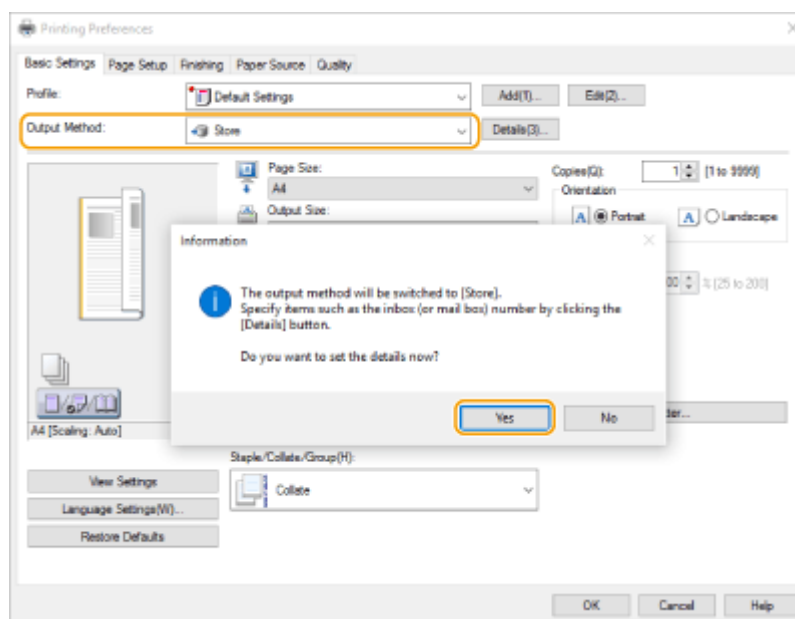 Printing Preferences
Basic Settings Page Setup Finishing Paper Source Quality
Profile: Default Settings Add(1)... Edit(2)...
Output Method: Store Details(3)...
Page Size:
A4
Output Size:
Copies(Q): 1 [1 to 9999]
Orientation
A Portrait A Landscape
Information
The output method will be switched to [Store].
Specify items such as the inbox (or mail box) number by clicking the
[Details] button.
Do you want to set the details now?
Yes No
00 % [25 to 200]
A4 [Scaling: Auto]
Staple/Collate/Group(H):
Collate
View Settings
Language Settings(W)...
Restore Defaults
OK Cancel Help